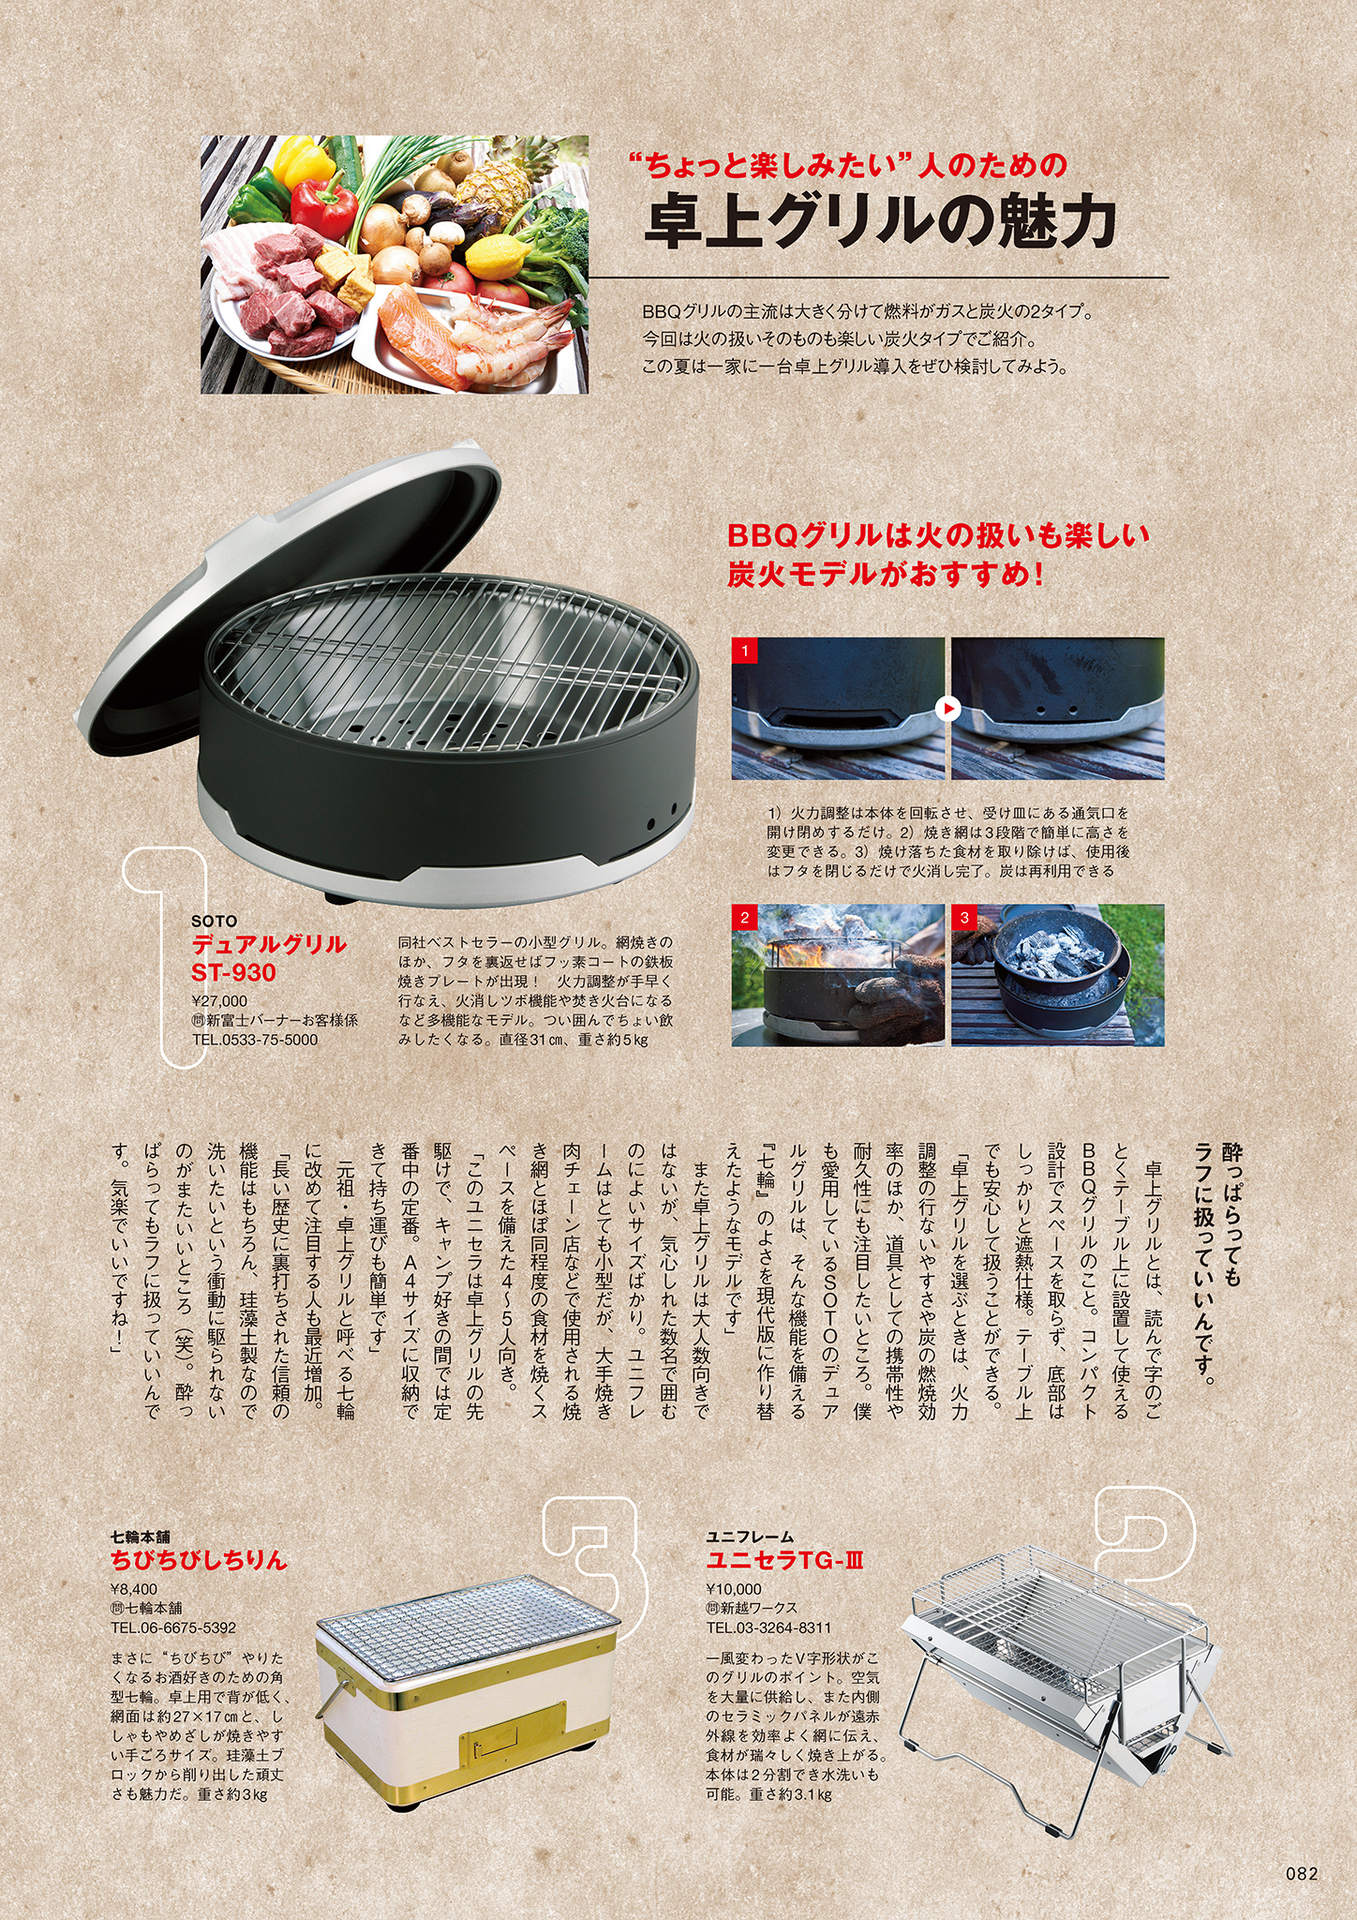 “ちょっと楽しみたい”人のための
卓上グリルの魅力
BBQグリルの主流は大きく分けて燃料がガスと炭火の2タイプ。
今回は火の扱いそのものも楽しい炭火タイプでご紹介。
この夏は一家に一台卓上グリル導入をぜひ検討してみよう。
BBQグリルは火の扱いも楽しい
炭火モデルがおすすめ！
1
1）火力調整は本体を回転させ、受け皿にある通気口を
開け閉めするだけ。2）焼き網は3段階で簡単に高さを
変更できる。3）焼け落ちた食材を取り除けば、使用後
はフタを閉じるだけで火消し完了。炭は再利用できる
2
3
1
SOTO
デュアルグリル
ST-930
¥27,000
㉄新富士バーナーお客様係
TEL.0533-75-5000
同社ベストセラーの小型グリル。網焼きの
ほか、フタを裏返せばフッ素コートの鉄板
焼きプレートが出現！　火力調整が手早く
行なえ、火消しツボ機能や焚き火台になる
など多機能なモデル。つい囲んでちょい飲
みしたくなる。直径31㎝、重さ約5㎏
酔っぱらっても
ラフに扱っていいんです。
卓上グリルとは、読んで字のご
とくテーブル上に設置して使える
BBQグリルのこと。コンパクト
設計でスペースを取らず、底部は
しっかりと遮熱仕様。テーブル上
でも安心して扱うことができる。
「卓上グリルを選ぶときは、火力
調整の行ないやすさや炭の燃焼効
率のほか、道具としての携帯性や
耐久性にも注目したいところ。僕
も愛用しているSOTOのデュア
ルグリルは、そんな機能を備える
『七輪』のよさを現代版に作り替
えたようなモデルです」
また卓上グリルは大人数向きで
はないが、気心しれた数名で囲む
のによいサイズばかり。ユニフレ
ームはとても小型だが、大手焼き
肉チェーン店などで使用される焼
き網とほぼ同程度の食材を焼くス
ペースを備えた4〜5人向き。
「このユニセラは卓上グリルの先
駆けで、キャンプ好きの間では定
番中の定番。A4サイズに収納で
きて持ち運びも簡単です」
元祖・卓上グリルと呼べる七輪
に改めて注目する人も最近増加。
「長い歴史に裏打ちされた信頼の
機能はもちろん、珪藻土製なので
洗いたいという衝動に駆られない
のがまたいいところ（笑）。酔っ
ぱらってもラフに扱っていいんで
す。気楽でいいですね！」
2
ユニフレーム
ユニセラTG-Ⅲ
¥10,000
㉄新越ワークス
TEL.03-3264-8311
一風変わったV字形状がこ
のグリルのポイント。空気
を大量に供給し、また内側
のセラミックパネルが遠赤
外線を効率よく網に伝え、
食材が瑞々しく焼き上がる。
本体は2分割でき水洗いも
可能。重さ約3.1㎏
3
七輪本舗
ちびちびしちりん
¥8,400
㉄七輪本舗
TEL.06-6675-5392
まさに“ちびちび”やりた
くなるお酒好きのための角
型七輪。卓上用で背が低く、
網面は約27×17㎝と、し
しゃもやめざしが焼きやす
い手ごろサイズ。珪藻土ブ
ロックから削り出した頑丈
さも魅力だ。重さ約3㎏
082